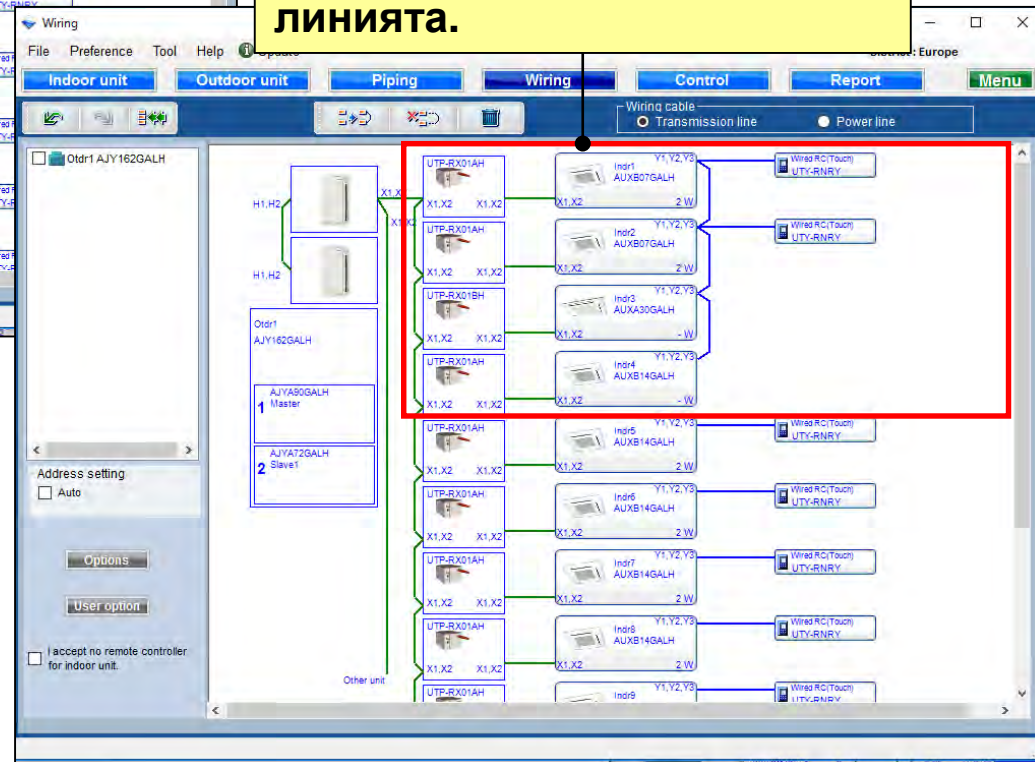 линията.
Wiring
File Preference Tool Help
District : Europe
Indoor unit Outdoor unit Piping Wiring Control Report Menu
Wiring cable
Transmission line Power line
Otdr1 AJY162GALH
Address setting
Auto
Options
User option
I accept no remote controller
for indoor unit.
H1,H2
H1,H2
Otdr1
AJY162GALH
1 AJYA90GALH
Master
2 AJYA72GALH
Slave1
Other unit
UTP-RX01AH
X1,X2 X1,X2
Indr1 Y1,Y2,Y3
AUXB07GALH
X1,X2 2 W
Wired RC(Touch)
UTY-RNRY
UTP-RX01AH
X1,X2 X1,X2
Indr2 Y1,Y2,Y3
AUXB07GALH
X1,X2 2 W
Wired RC(Touch)
UTY-RNRY
UTP-RX01BH
X1,X2 X1,X2
Indr3 Y1,Y2,Y3
AUXA30GALH
X1,X2 - W
UTP-RX01AH
X1,X2 X1,X2
Indr4 Y1,Y2,Y3
AUXB14GALH
X1,X2 - W
UTP-RX01AH
X1,X2 X1,X2
Indr5 Y1,Y2,Y3
AUXB14GALH
X1,X2 2 W
Wired RC(Touch)
UTY-RNRY
UTP-RX01AH
X1,X2 X1,X2
Indr6 Y1,Y2,Y3
AUXB14GALH
X1,X2 2 W
Wired RC(Touch)
UTY-RNRY
UTP-RX01AH
X1,X2 X1,X2
Indr7 Y1,Y2,Y3
AUXB14GALH
X1,X2 2 W
Wired RC(Touch)
UTY-RNRY
UTP-RX01AH
X1,X2 X1,X2
Indr8 Y1,Y2,Y3
AUXB14GALH
X1,X2 2 W
Wired RC(Touch)
UTY-RNRY
UTP-RX01AH
Indr9 Y1,Y2,Y3
Wired RC(Touch)
UTY-RNRY